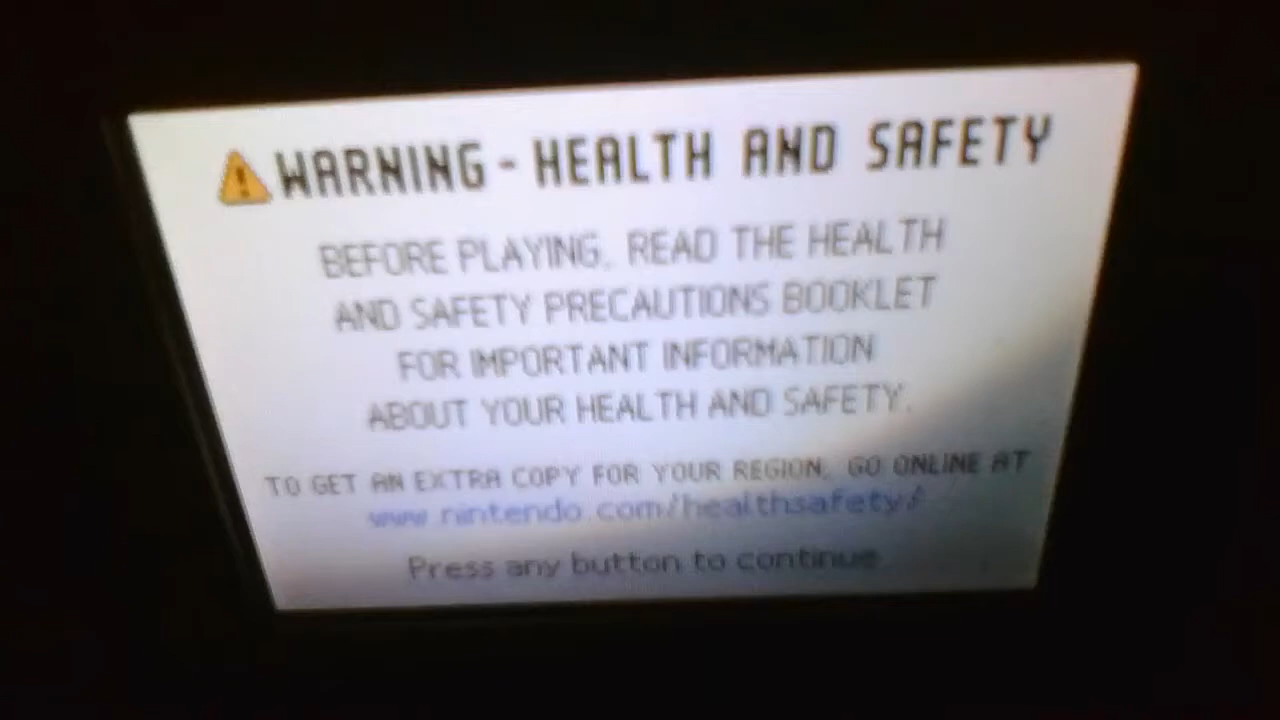 WARNING - HEALTH AND SAFETY
BEFORE PLAYING, READ THE HEALTH
AND SAFETY PRECAUTIONS BOOKLET
FOR IMPORTANT INFORMATION
ABOUT YOUR HEALTH AND SAFETY.
TO GET AN EXTRA COPY FOR YOUR REGION, GO ONLINE AT
www.nintendo.com/healthsafety/
Press any button to continue